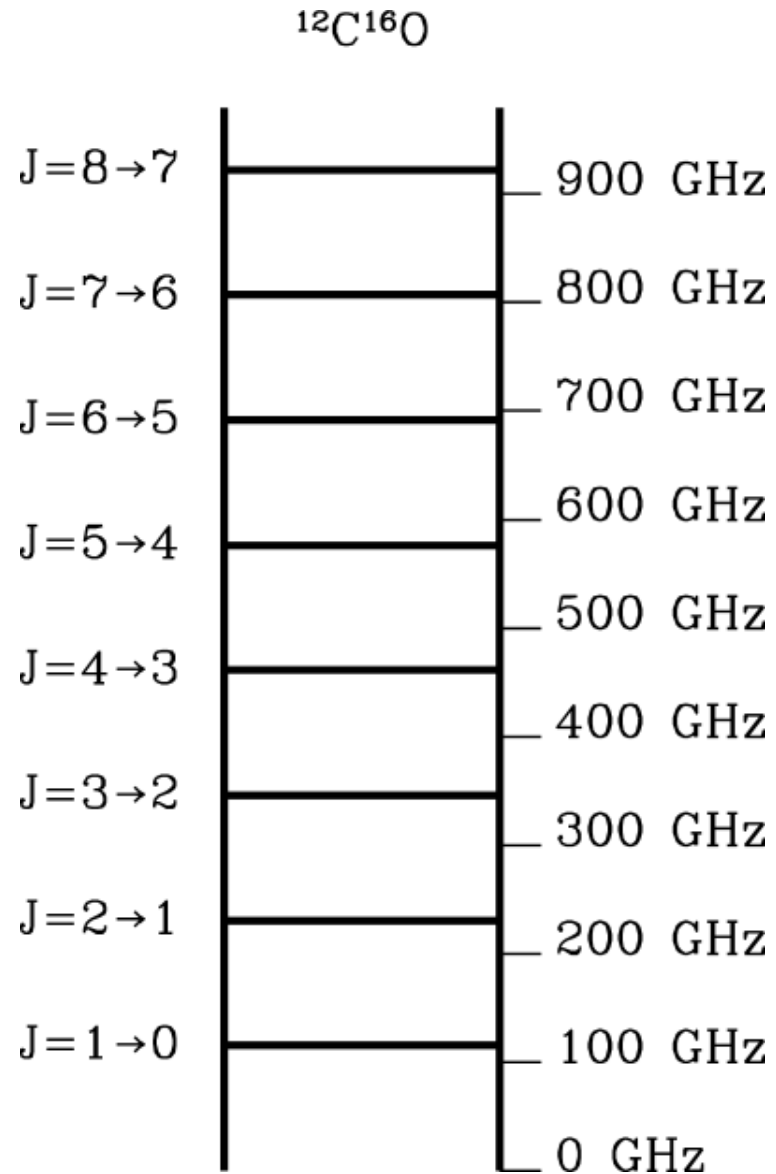 ¹²C¹⁶O
J=8→7
900 GHz
J=7→6
800 GHz
J=6→5
700 GHz
J=5→4
600 GHz
J=4→3
500 GHz
J=3→2
400 GHz
J=2→1
300 GHz
J=1→0
200 GHz
100 GHz
0 GHz